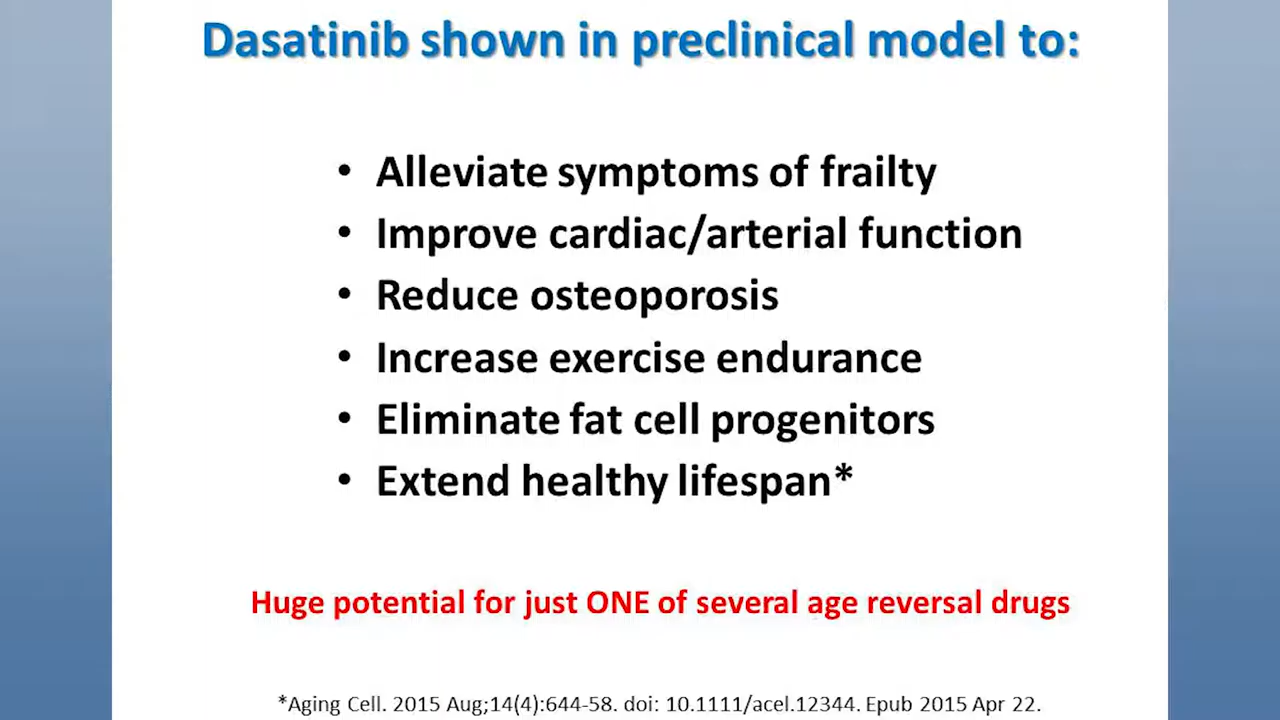 Dasatinib shown in preclinical model to:
• Alleviate symptoms of frailty
• Improve cardiac/arterial function
• Reduce osteoporosis
• Increase exercise endurance
• Eliminate fat cell progenitors
• Extend healthy lifespan*
Huge potential for just ONE of several age reversal drugs
*Aging Cell. 2015 Aug;14(4):644-58. doi: 10.1111/acel.12344. Epub 2015 Apr 22.